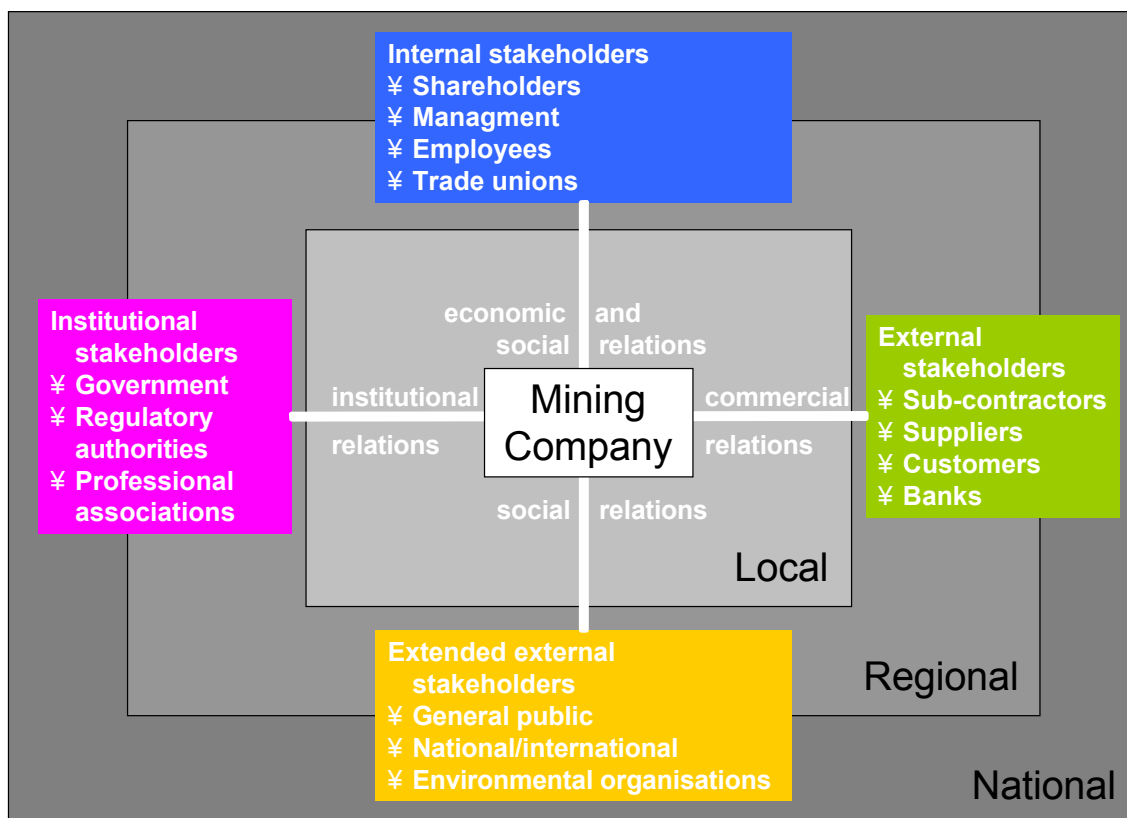 Internal stakeholders
¥ Shareholders
¥ Managment
¥ Employees
¥ Trade unions
economic and
social relations
Institutional
stakeholders
¥ Government
¥ Regulatory
authorities
¥ Professional
associations
institutional
relations
Mining
Company
commercial
relations
External
stakeholders
¥ Sub-contractors
¥ Suppliers
¥ Customers
¥ Banks
social relations
Local
Extended external
stakeholders
¥ General public
¥ National/international
¥ Environmental organisations
Regional
National